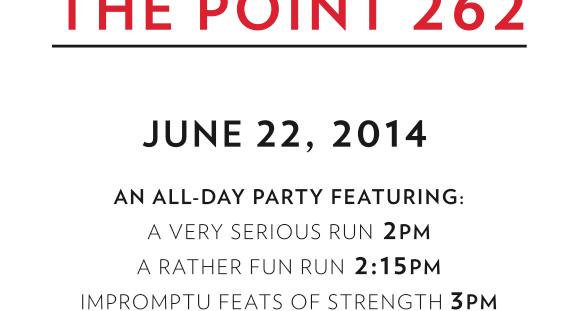 THE POINT 262
JUNE 22, 2014
AN ALL-DAY PARTY FEATURING:
A VERY SERIOUS RUN 2PM
A RATHER FUN RUN 2:15PM
IMPROMPTU FEATS OF STRENGTH 3PM